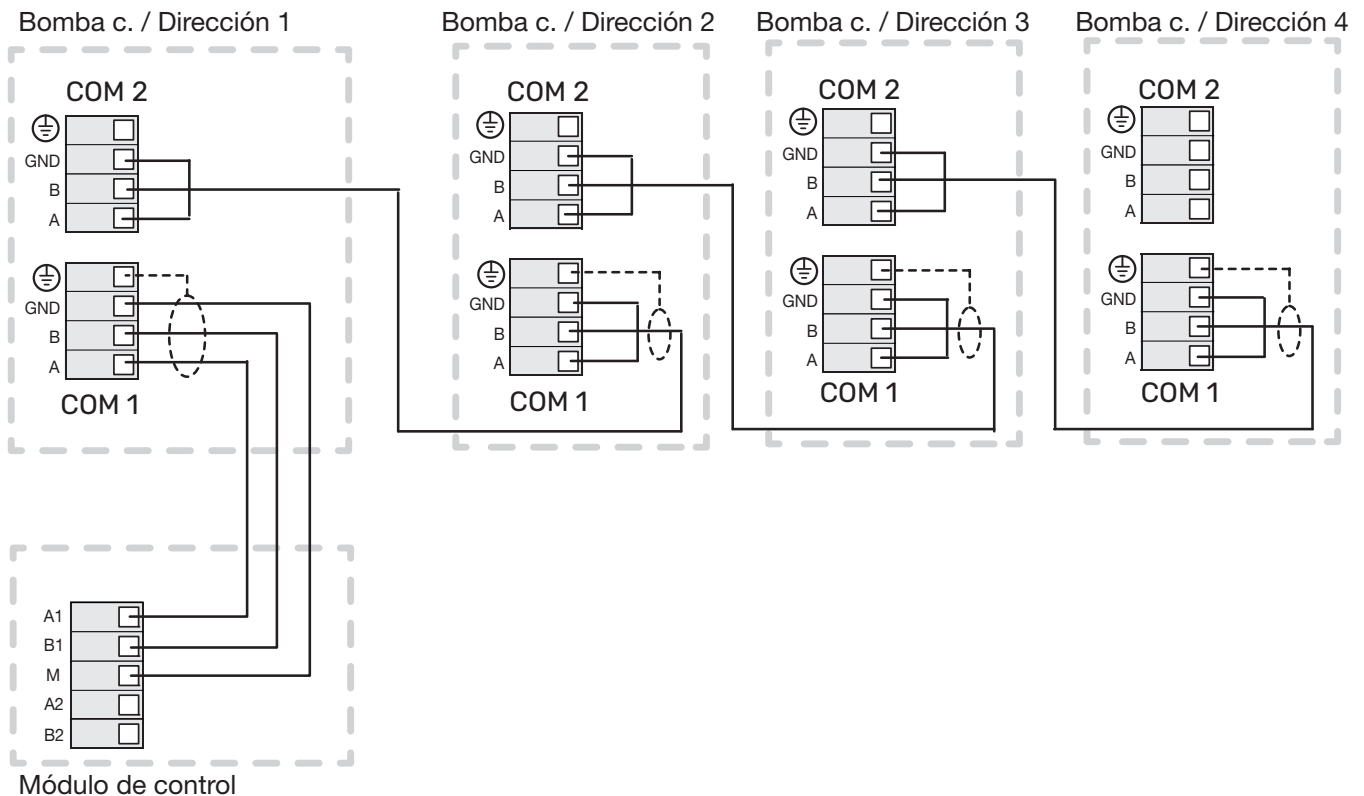 Bomba c. / Dirección 1
Bomba c. / Dirección 2
Bomba c. / Dirección 3
Bomba c. / Dirección 4
COM 2
GND
B
A
GND
B
A
COM 1
COM 2
GND
B
A
GND
B
A
COM 1
COM 2
GND
B
A
GND
B
A
COM 1
COM 2
GND
B
A
GND
B
A
COM 1
A1
B1
M
A2
B2
Módulo de control